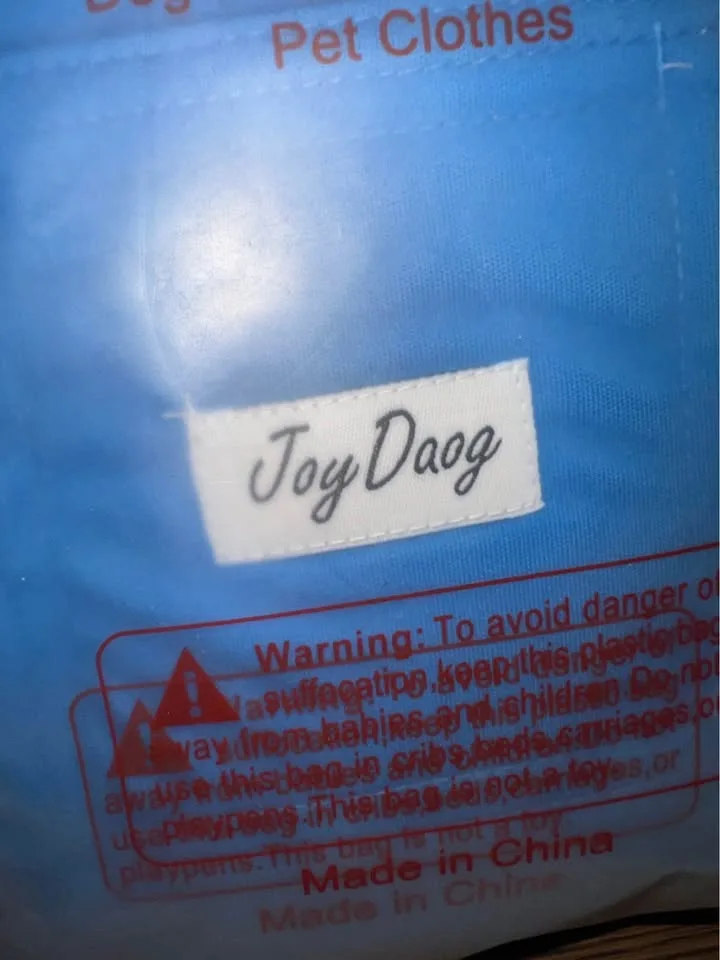 Dog
Pet Clothes
JoyDaog
Warning: To avoid danger of
suffocation,keep this plastic bag
away from babies and children.Do not
use this bag in cribs,beds,carriages,or
playpens.This bag is not a toy.
Made in China